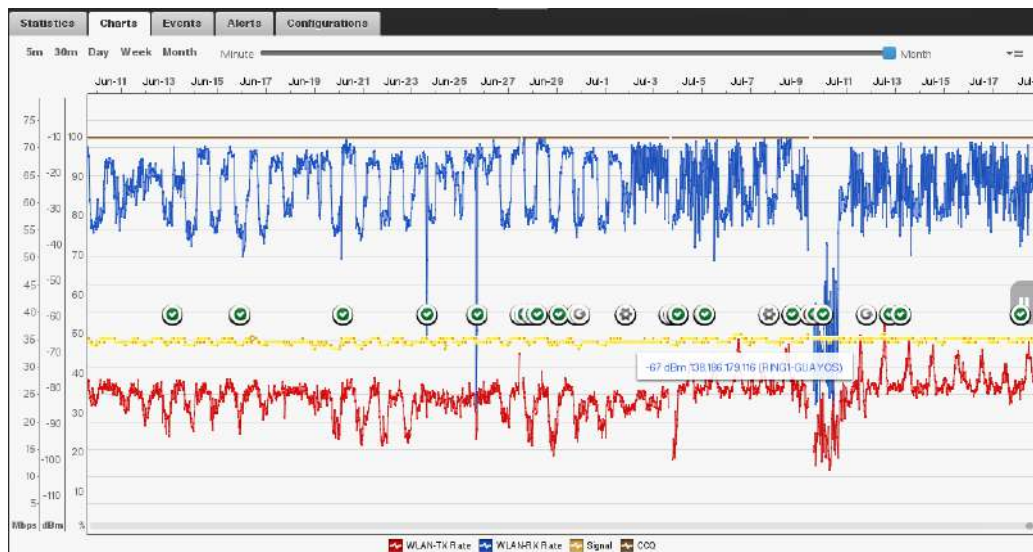 Statistics Charts Events Alerts Configurations
5m 30m Day Week Month Minute Month
Jun-11 Jun-13 Jun-15 Jun-17 Jun-19 Jun-21 Jun-23 Jun-25 Jun-27 Jun-29 Jul-1 Jul-3 Jul-5 Jul-7 Jul-9 Jul-11 Jul-13 Jul-15 Jul-17
75
-10 100
70
-20
65 90
60
-30 80
55
-40
50 70
-50
45 60
40
-60
35 50
-70
30 40
25 -80
20 -90 30
15 -100 20
10
-110 10
5
Mbps dBm %
-67 dBm, 138.186.179.116 (RING1-GUAYOS)
WLAN-TX Rate WLAN-RX Rate Signal CCQ